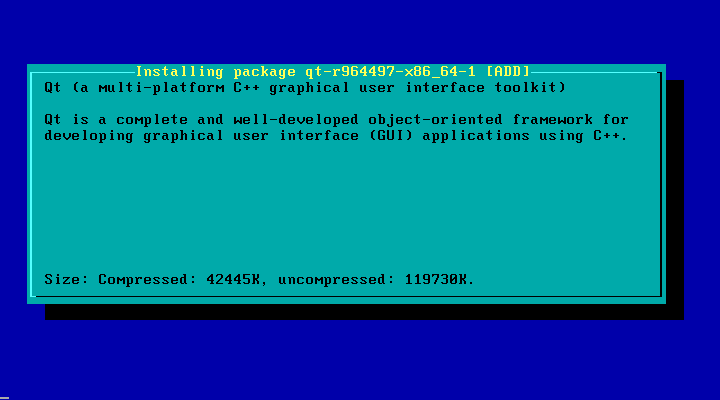 Installing package qt-r964497-x86_64-1 [ADD]
Qt (a multi-platform C++ graphical user interface toolkit)
Qt is a complete and well-developed object-oriented framework for
developing graphical user interface (GUI) applications using C++.
Size: Compressed: 42445K, uncompressed: 119730K.